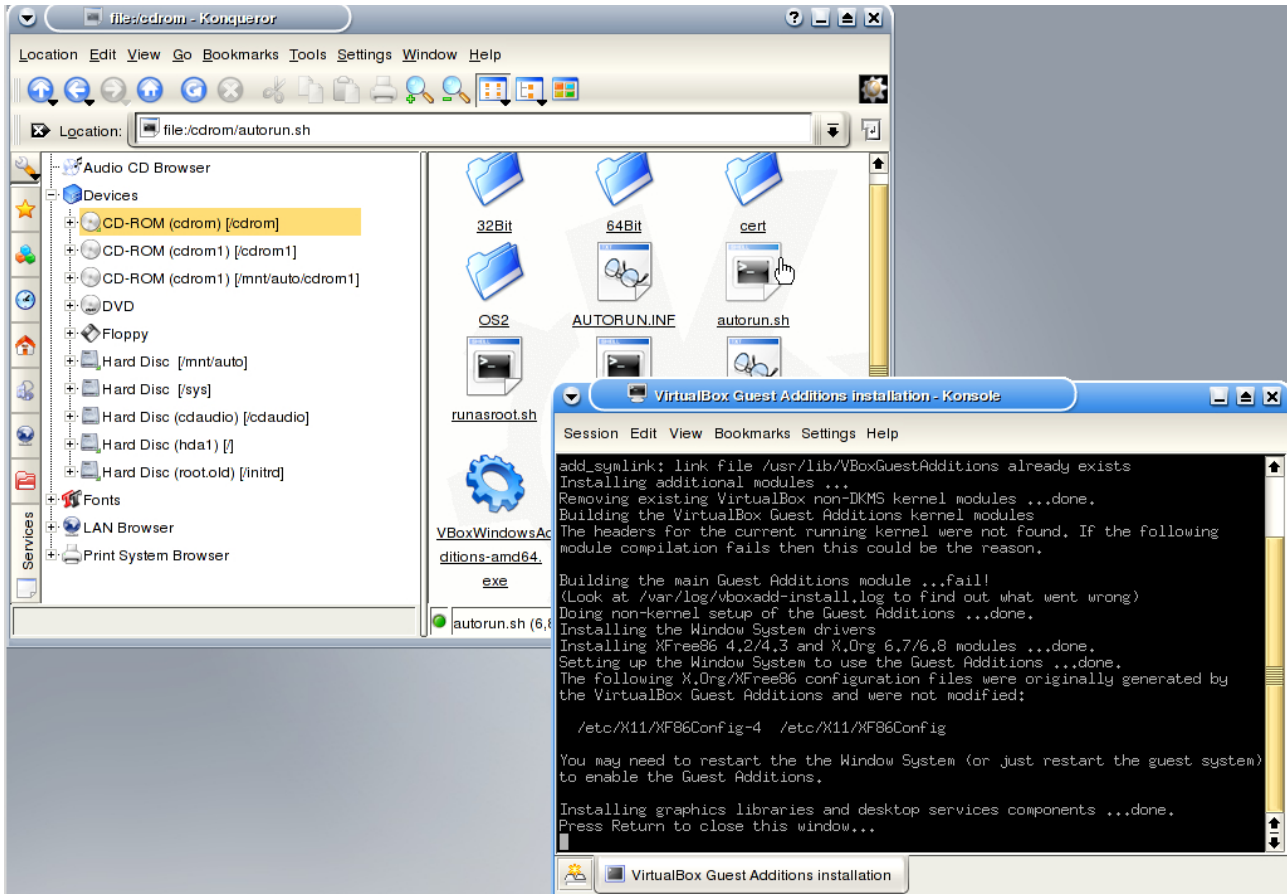 file:/cdrom - Konqueror
Location Edit View Go Bookmarks Tools Settings Window Help
Location: file:/cdrom/autorun.sh
Audio CD Browser
Devices
CD-ROM (cdrom) [/cdrom]
CD-ROM (cdrom1) [/cdrom1]
CD-ROM (cdrom1) [/mnt/auto/cdrom1]
DVD
Floppy
Hard Disc [/mnt/auto]
Hard Disc [/sys]
Hard Disc (cdaudio) [/cdaudio]
Hard Disc (hda1) [/]
Hard Disc (root.old) [/initrd]
Fonts
LAN Browser
Print System Browser
Services
32Bit 64Bit cert
OS2 AUTORUN.INF autorun.sh
runasroot.sh
VBoxWindowsAd
ditions-amd64.
exe
autorun.sh (6,8
VirtualBox Guest Additions installation - Konsole
Session Edit View Bookmarks Settings Help
add_symlink: link file /usr/lib/VBoxGuestAdditions already exists
Installing additional modules ...
Removing existing VirtualBox non-DKMS kernel modules ...done.
Building the VirtualBox Guest Additions kernel modules
The headers for the current running kernel were not found. If the following
module compilation fails then this could be the reason.
Building the main Guest Additions module ...fail!
(Look at /var/log/vboxadd-install.log to find out what went wrong)
Doing non-kernel setup of the Guest Additions ...done.
Installing the Window System drivers
Installing XFree86 4.2/4.3 and X.Org 6.7/6.8 modules ...done.
Setting up the Window System to use the Guest Additions ...done.
The following X.Org/XFree86 configuration files were originally generated by
the VirtualBox Guest Additions and were not modified:
/etc/X11/XF86Config-4 /etc/X11/XF86Config
You may need to restart the the Window System (or just restart the guest system)
to enable the Guest Additions.
Installing graphics libraries and desktop services components ...done.
Press Return to close this window...
VirtualBox Guest Additions installation